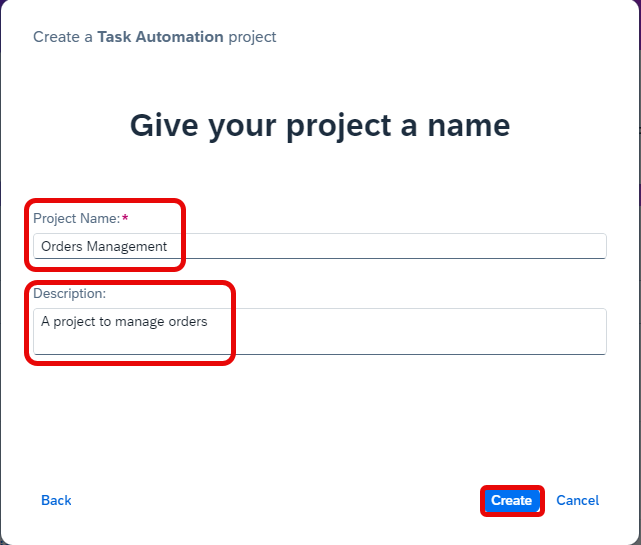 Create a Task Automation project
Give your project a name
Project Name:*
Orders Management
Description:
A project to manage orders
Back
Create
Cancel